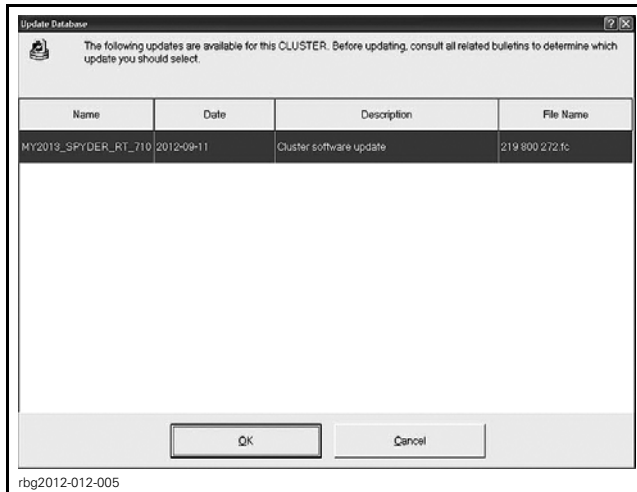 Update Database
The following updates are available for this CLUSTER. Before updating, consult all related bulletins to determine which
update you should select.
Name Date Description File Name
MY2013_SPYDER_RT_710 2012-09-11 Cluster software update 219 800 272.fc
OK Cancel
rbg2012-012-005